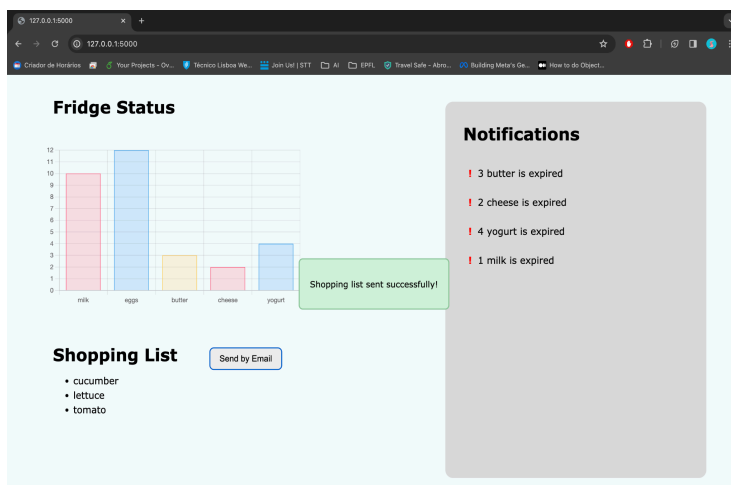 127.0.0.1:5000
127.0.0.1:5000
Criador de Horários
Your Projects - Ov...
Técnico Lisboa We...
Join Us! | STT
AI
EPFL
Travel Safe - Abro...
Building Meta's Ge...
How to do Object...
Fridge Status
12
11
10
9
8
7
6
5
4
3
2
1
0
milk eggs butter cheese yogurt
Shopping list sent successfully!
Notifications
! 3 butter is expired
! 2 cheese is expired
! 4 yogurt is expired
! 1 milk is expired
Shopping List
Send by Email
• cucumber
• lettuce
• tomato